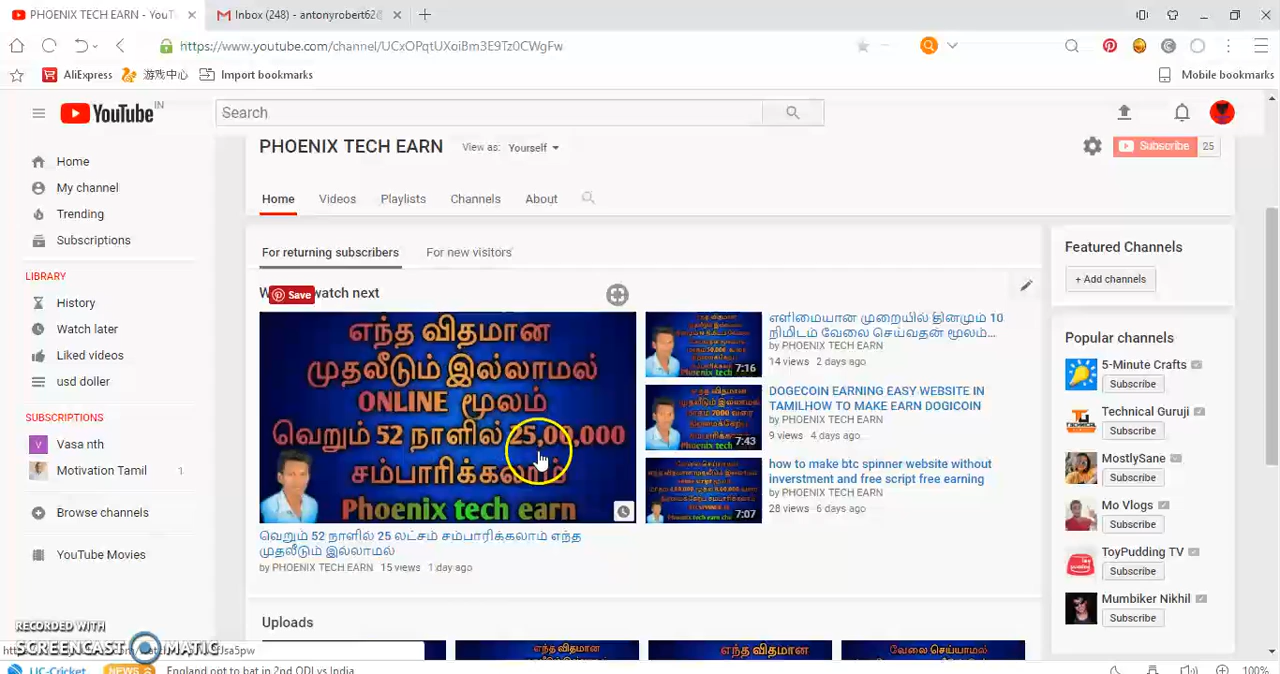 PHOENIX TECH EARN - YouT
Inbox (248) - antonyrobert62@
https://www.youtube.com/channel/UCxOPqtUXoiBm3E9Tz0CWgFw
AliExpress
游戏中心
Import bookmarks
Mobile bookmarks
YouTube IN
Search
Home
My channel
Trending
Subscriptions
LIBRARY
History
Watch later
Liked videos
usd doller
SUBSCRIPTIONS
Vasa nth
Motivation Tamil 1
Browse channels
YouTube Movies
PHOENIX TECH EARN View as: Yourself
Subscribe 25
Home Videos Playlists Channels About
For returning subscribers For new visitors
watch next
Save
எந்த விதமான
முதலீடும் இல்லாமல்
ONLINE மூலம்
வெறும் 52 நாளில் 25,00,000
சம்பாரிக்கலாம்
Phoenix tech earn
வெறும் 52 நாளில் 25 லட்சம் சம்பாரிக்கலாம் எந்த
முதலீடும் இல்லாமல்
by PHOENIX TECH EARN 15 views 1 day ago
7:16
எளிமையான முறையில் தினமும் 10
நிமிடம் வேலை செய்வதன் மூலம்...
by PHOENIX TECH EARN
14 views 2 days ago
7:43
DOGECOIN EARNING EASY WEBSITE IN
TAMILHOW TO MAKE EARN DOGICOIN
by PHOENIX TECH EARN
9 views 4 days ago
7:07
how to make btc spinner website without
inverstment and free script free earning
by PHOENIX TECH EARN
28 views 6 days ago
Uploads
எந்த விதமான
எந்த விதமான
வேலை செய்யாமல்
Featured Channels
+ Add channels
Popular channels
5-Minute Crafts
Subscribe
Technical Guruji
Subscribe
MostlySane
Subscribe
Mo Vlogs
Subscribe
ToyPudding TV
Subscribe
Mumbiker Nikhil
Subscribe
RECORDED WITH
SCREENCAST MATIC
UC-Cricket
NEWS
England opt to bat in 2nd ODI vs India
100%